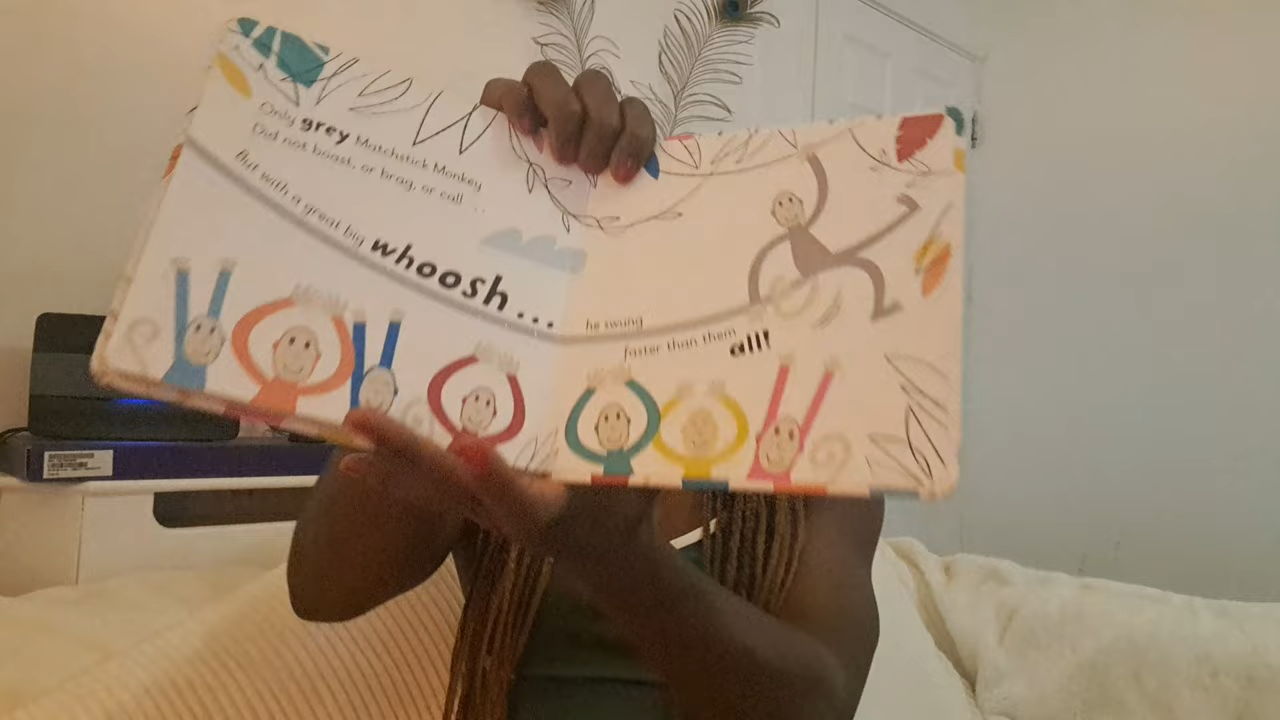 Only grey Matchstick Monkey
Did not boast, or brag, or call...
But with a great big whoosh...
he swung
faster than them all!